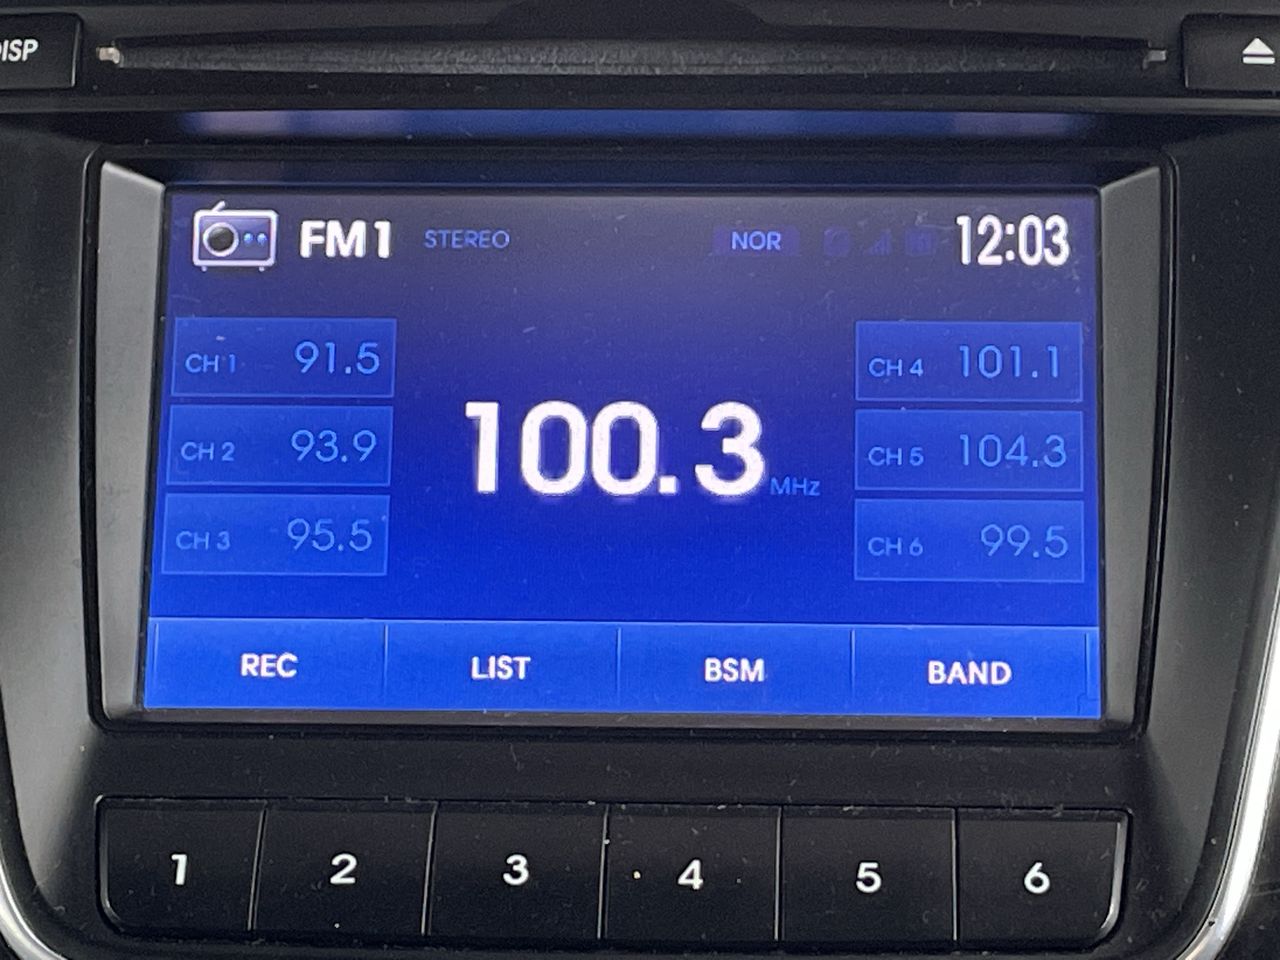 DISP
FM1 STEREO NOR 12:03
CH 1 91.5
CH 2 93.9
CH 3 95.5
100.3 MHz
CH 4 101.1
CH 5 104.3
CH 6 99.5
REC LIST BSM BAND
1 2 3 4 5 6